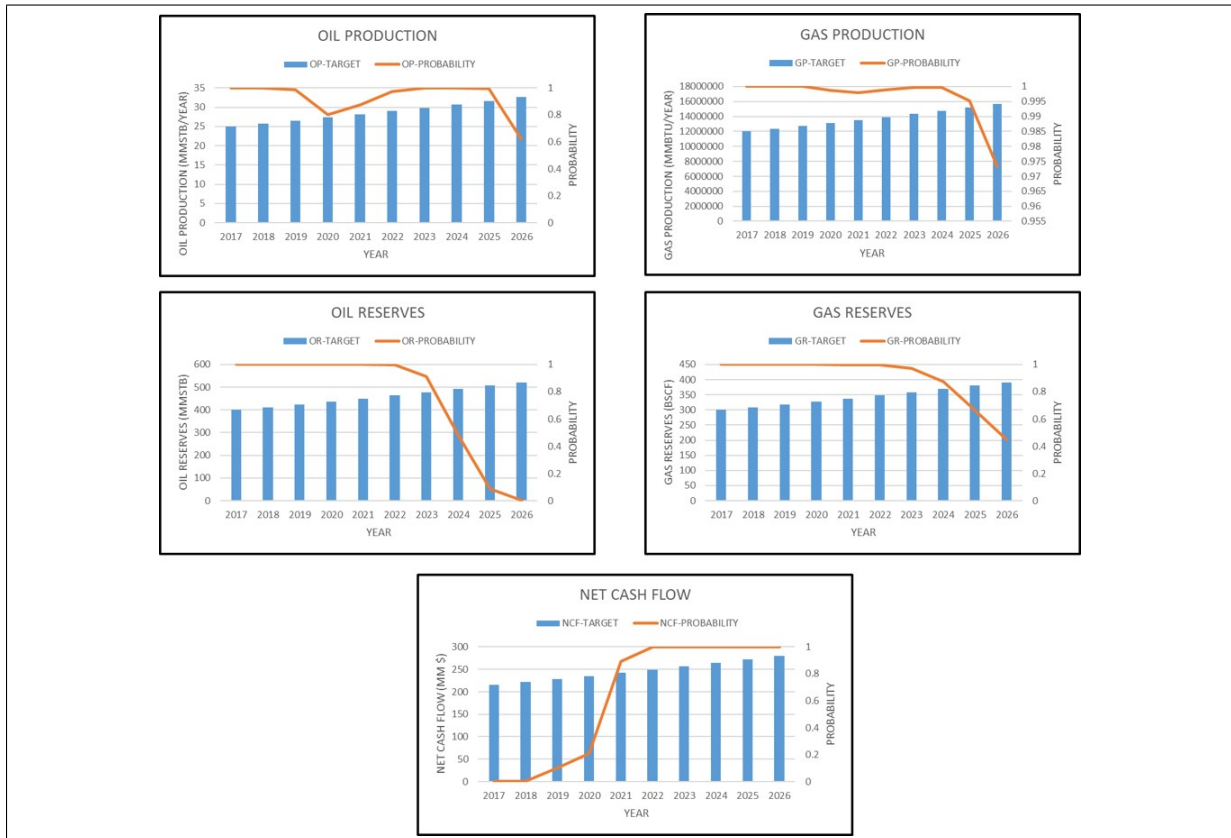 OIL PRODUCTION
OP-TARGET OP-PROBABILITY
OIL PRODUCTION (MMSTB/YEAR)
35
30
25
20
15
10
5
0
1
0.8
0.6
0.4
0.2
0
PROBABILITY
2017 2018 2019 2020 2021 2022 2023 2024 2025 2026
YEAR
GAS PRODUCTION
GP-TARGET GP-PROBABILITY
GAS PRODUCTION (MMBTU/YEAR)
18000000
16000000
14000000
12000000
10000000
8000000
6000000
4000000
2000000
0
1
0.995
0.99
0.985
0.98
0.975
0.97
0.965
0.96
0.955
PROBABILITY
2017 2018 2019 2020 2021 2022 2023 2024 2025 2026
YEAR
OIL RESERVES
OR-TARGET OR-PROBABILITY
OIL RESERVES (MMSTB)
600
500
400
300
200
100
0
1
0.8
0.6
0.4
0.2
0
PROBABILITY
2017 2018 2019 2020 2021 2022 2023 2024 2025 2026
YEAR
GAS RESERVES
GR-TARGET GR-PROBABILITY
GAS RESERVES (BSCF)
450
400
350
300
250
200
150
100
50
0
1
0.8
0.6
0.4
0.2
0
PROBABILITY
2017 2018 2019 2020 2021 2022 2023 2024 2025 2026
YEAR
NET CASH FLOW
NCF-TARGET NCF-PROBABILITY
NET CASH FLOW (MM $)
300
250
200
150
100
50
0
1
0.8
0.6
0.4
0.2
0
PROBABILITY
2017 2018 2019 2020 2021 2022 2023 2024 2025 2026
YEAR